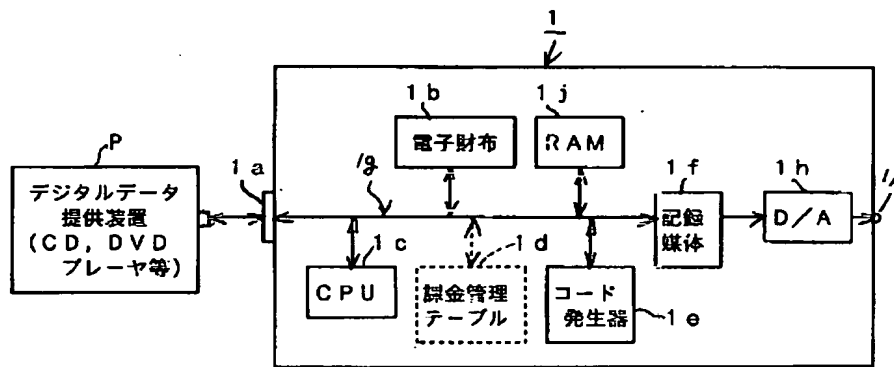 1
P
デジタルデータ
提供装置
(CD, DVD
プレーヤ等)
1a
1b
電子財布
1j
RAM
1g
1c
CPU
1d
課金管理
テーブル
1e
コード
発生器
1f
記録
媒体
1h
D/A